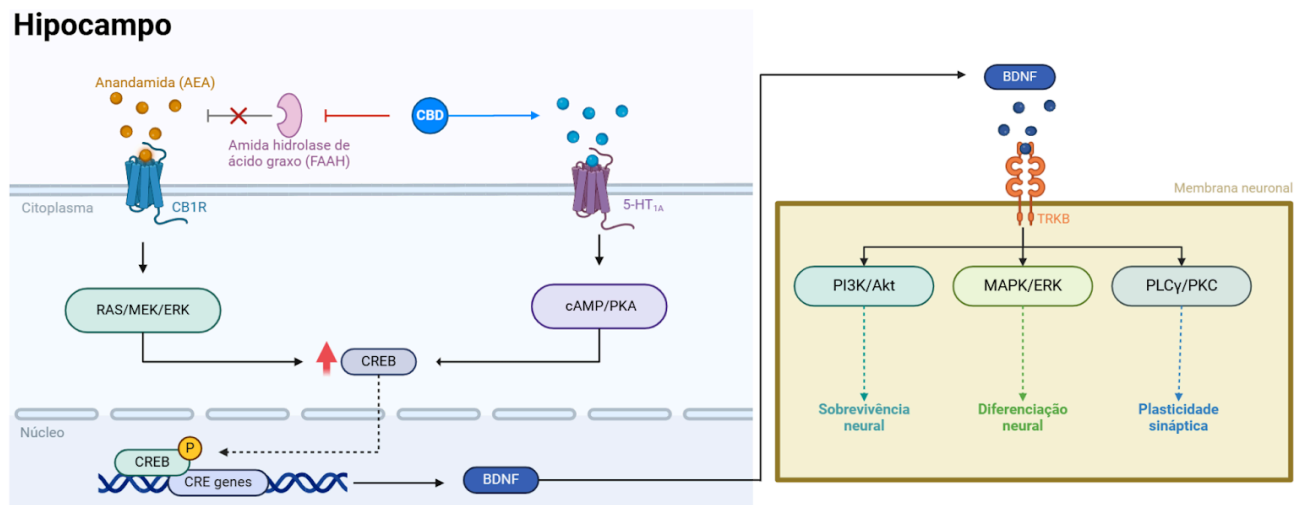 Hipocampo
Anandamida (AEA)
CBD
Amida hidrolase de
ácido graxo (FAAH)
Citoplasma
CB1R
5-HT₁ₐ
RAS/MEK/ERK
cAMP/PKA
CREB
Núcleo
P
CREB
CRE genes
BDNF
BDNF
Membrana neuronal
TRKB
PI3K/Akt
MAPK/ERK
PLCγ/PKC
Sobrevivência
neural
Diferenciação
neural
Plasticidade
sináptica